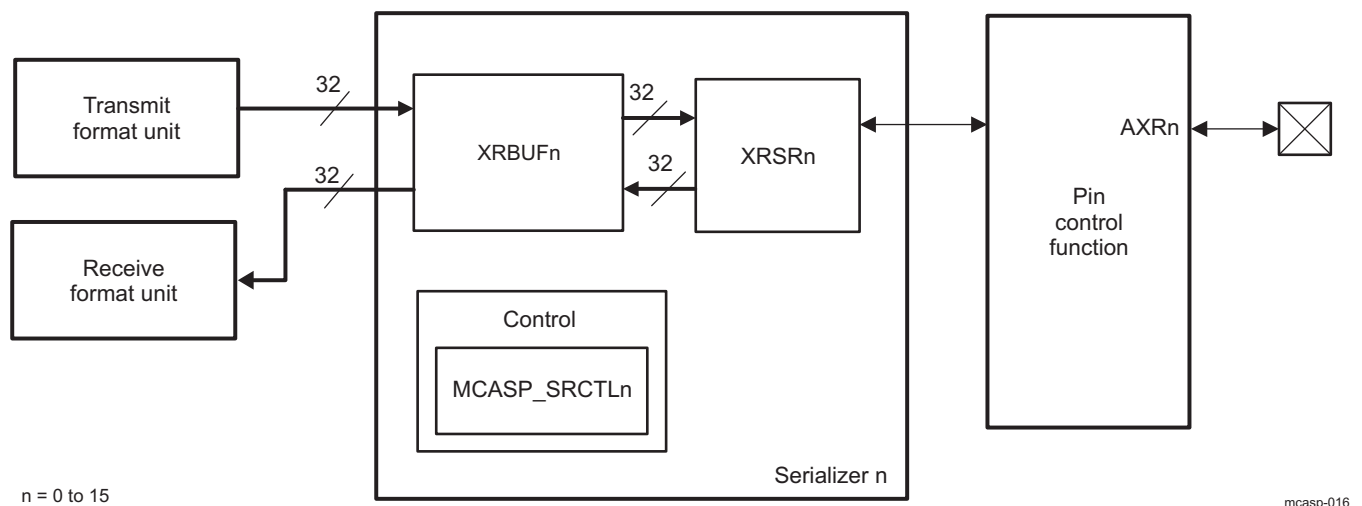 Transmit
format unit
32
32
32
32
XRBUFn
XRSRn
AXRn
Pin
control
function
Receive
format unit
Control
MCASP_SRCTLn
Serializer n
n = 0 to 15
mcasp-016